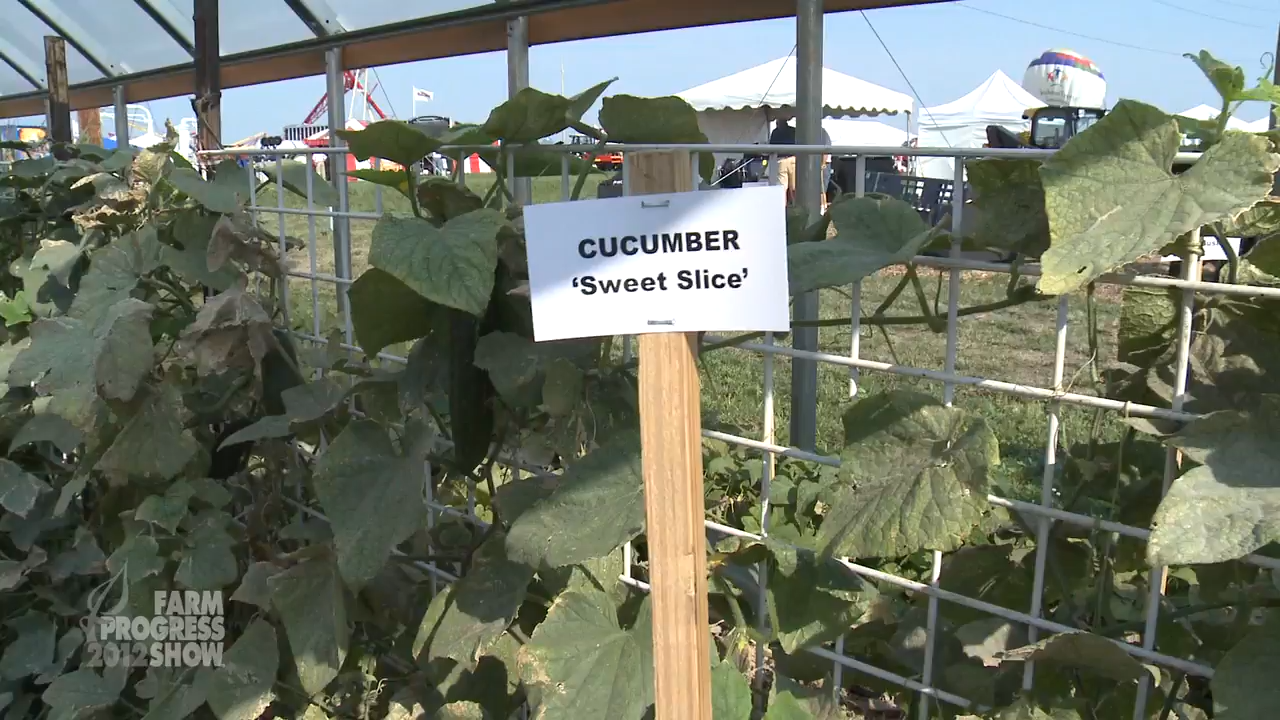 CUCUMBER
‘Sweet Slice’
FARM
PROGRESS
2012 SHOW